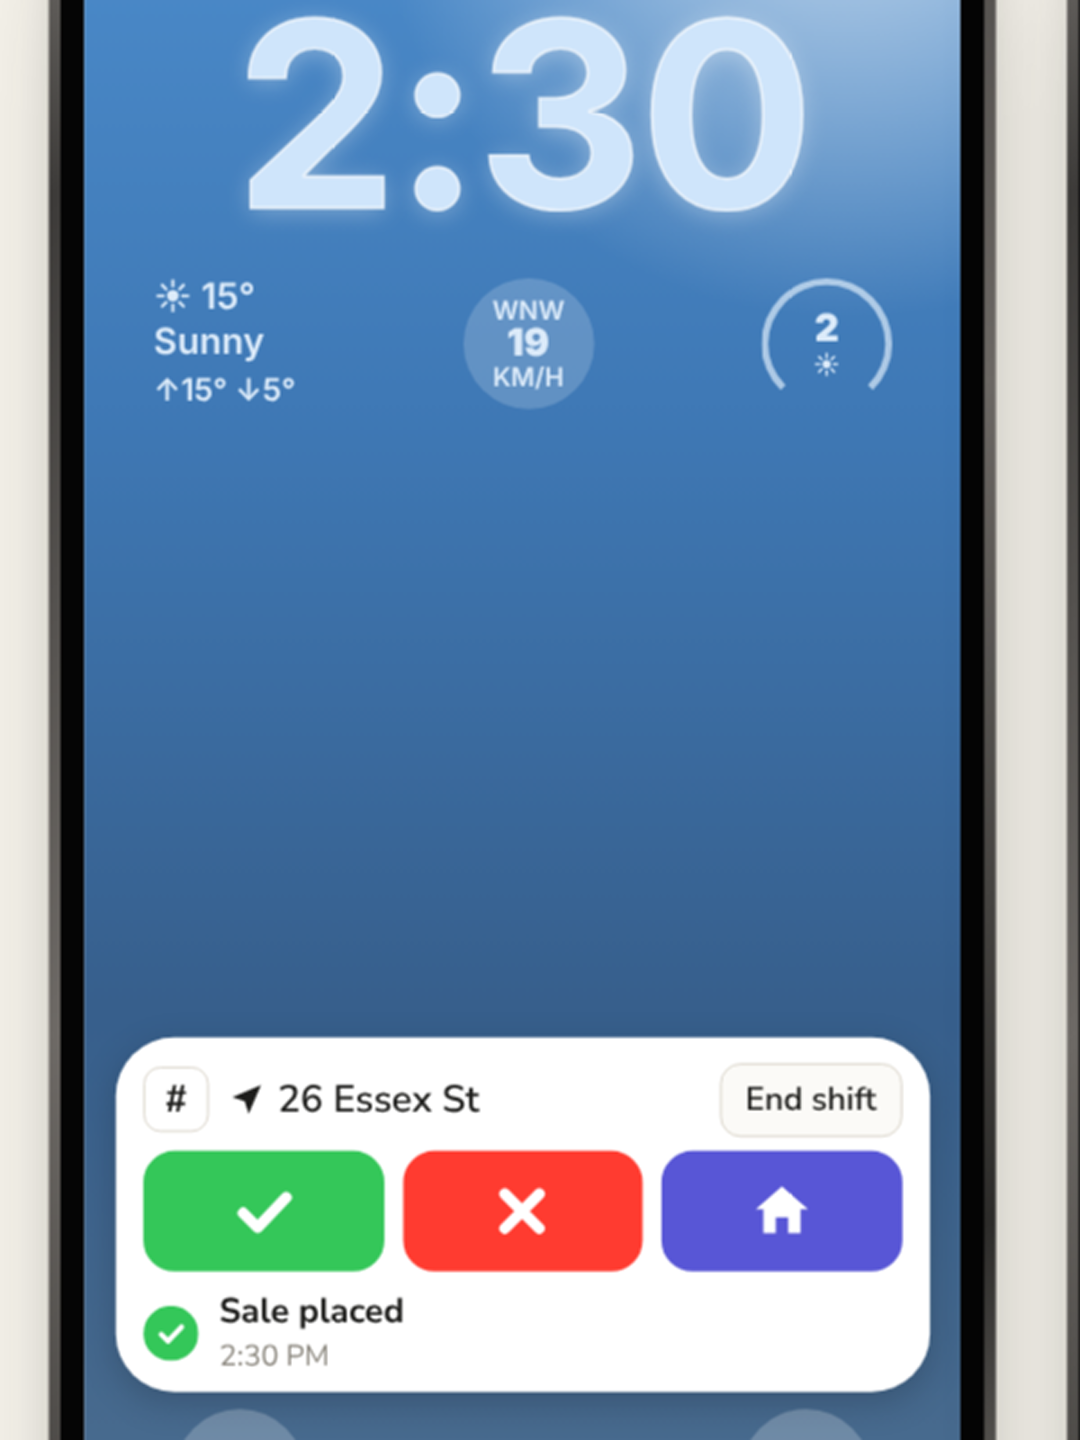 2:30
15°
Sunny
↑15° ↓5°
WNW
19
KM/H
2
# 26 Essex St
End shift
Sale placed
2:30 PM